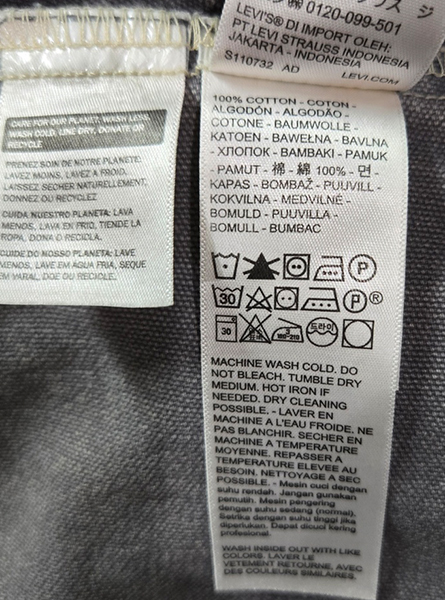 0120-099-501
LEVI'S® DI IMPORT OLEH:
PT LEVI STRAUSS INDONESIA
JAKARTA - INDONESIA
S110732 AD LEVI.COM
CARE FOR OUR PLANET: WASH LESS,
WASH COLD, LINE DRY, DONATE OR
RECYCLE
PRENEZ SOIN DE NOTRE PLANÈTE:
LAVEZ MOINS, LAVEZ A FROID,
LAISSEZ SECHER NATURELLEMENT,
DONNEZ OU RECYCLEZ
CUIDA NUESTRO PLANETA: LAVA
MENOS, LAVA EN FRIO, TIENDE LA
ROPA, DONA O RECICLA.
CUIDE DO NOSSO PLANETA: LAVE
MENOS, LAVE EM ÁGUA FRIA, SEQUE
EM VARAL, DOE OU RECICLE.
100% COTTON - COTON -
ALGODÓN - ALGODÃO -
COTONE - BAUMWOLLE -
KATOEN - BAWEŁNA - BAVLNA
- ХЛОПОК - BAMBAKI - PAMUK
- PAMUT - 棉 - 綿 100% - 면 -
KAPAS - BOMBAŽ - PUUVILL -
KOKVILNA - MEDVILNĖ -
BOMULD - PUUVILLA -
BOMULL - BUMBAC
P
30 P ®
30 3 180-210 드라이
MACHINE WASH COLD. DO
NOT BLEACH. TUMBLE DRY
MEDIUM. HOT IRON IF
NEEDED. DRY CLEANING
POSSIBLE. - LAVER EN
MACHINE A L'EAU FROIDE. NE
PAS BLANCHIR. SECHER EN
MACHINE A TEMPERATURE
MOYENNE. REPASSER A
TEMPERATURE ELEVEE AU
BESOIN. NETTOYAGE A SEC
POSSIBLE. - Mesin cuci dengan
suhu rendah. Jangan gunakan
pemutih. Mesin pengering
dengan suhu sedang (normal).
Setrika dengan suhu tinggi jika
diperlukan. Dapat dicuci kering
profesional.
WASH INSIDE OUT WITH LIKE
COLORS. LAVER LE
VETEMENT RETOURNE, AVEC
DES COULEURS SIMILAIRES.